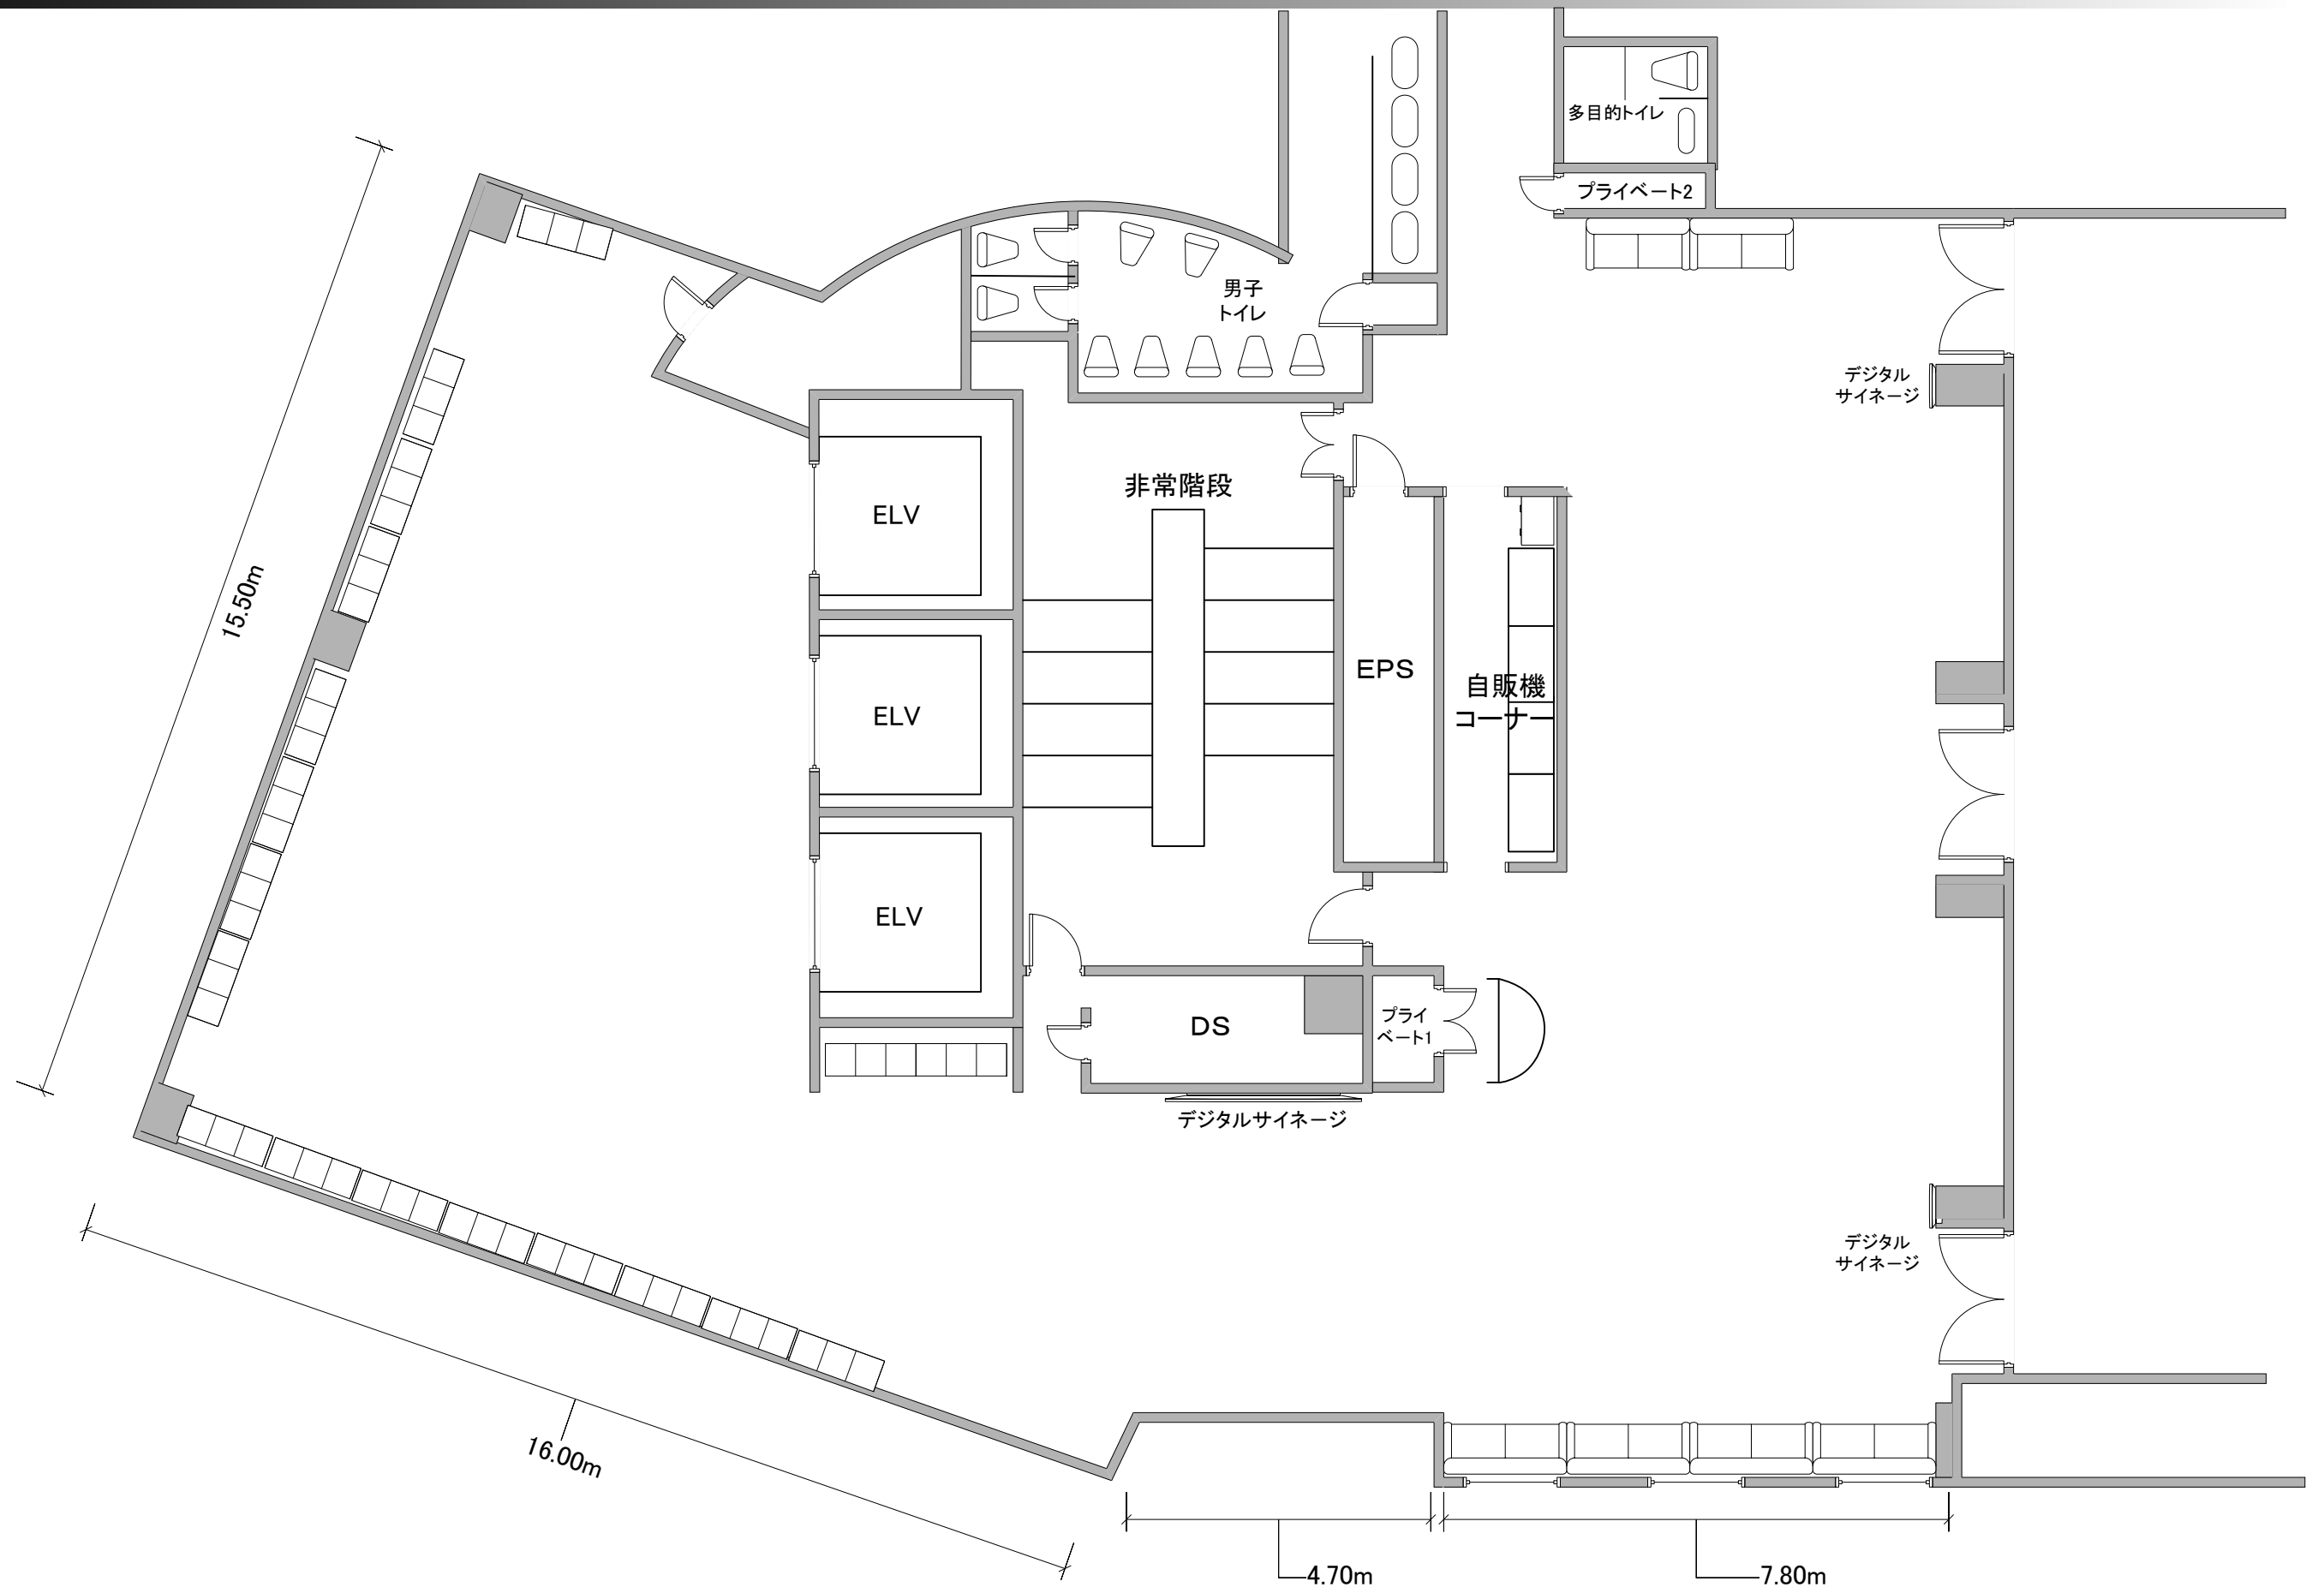 多目的トイレ
プライベート2
男子
トイレ
デジタル
サイネージ
非常階段
ELV
15.50m
EPS
自販機
コーナー
ELV
ELV
DS
プライ
ベート1
デジタルサイネージ
デジタル
サイネージ
16.00m
4.70m
7.80m